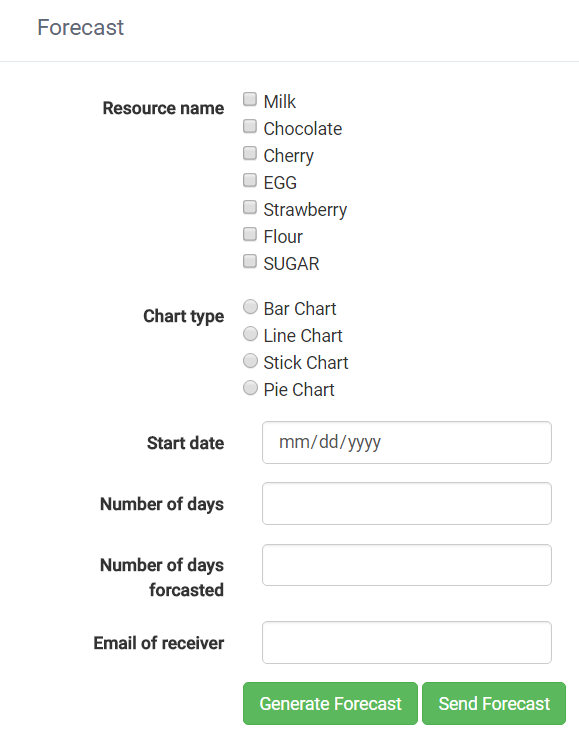 Forecast
Resource name
Milk
Chocolate
Cherry
EGG
Strawberry
Flour
SUGAR
Chart type
Bar Chart
Line Chart
Stick Chart
Pie Chart
Start date
mm/dd/yyyy
Number of days
Number of days
forcasted
Email of receiver
Generate Forecast Send Forecast